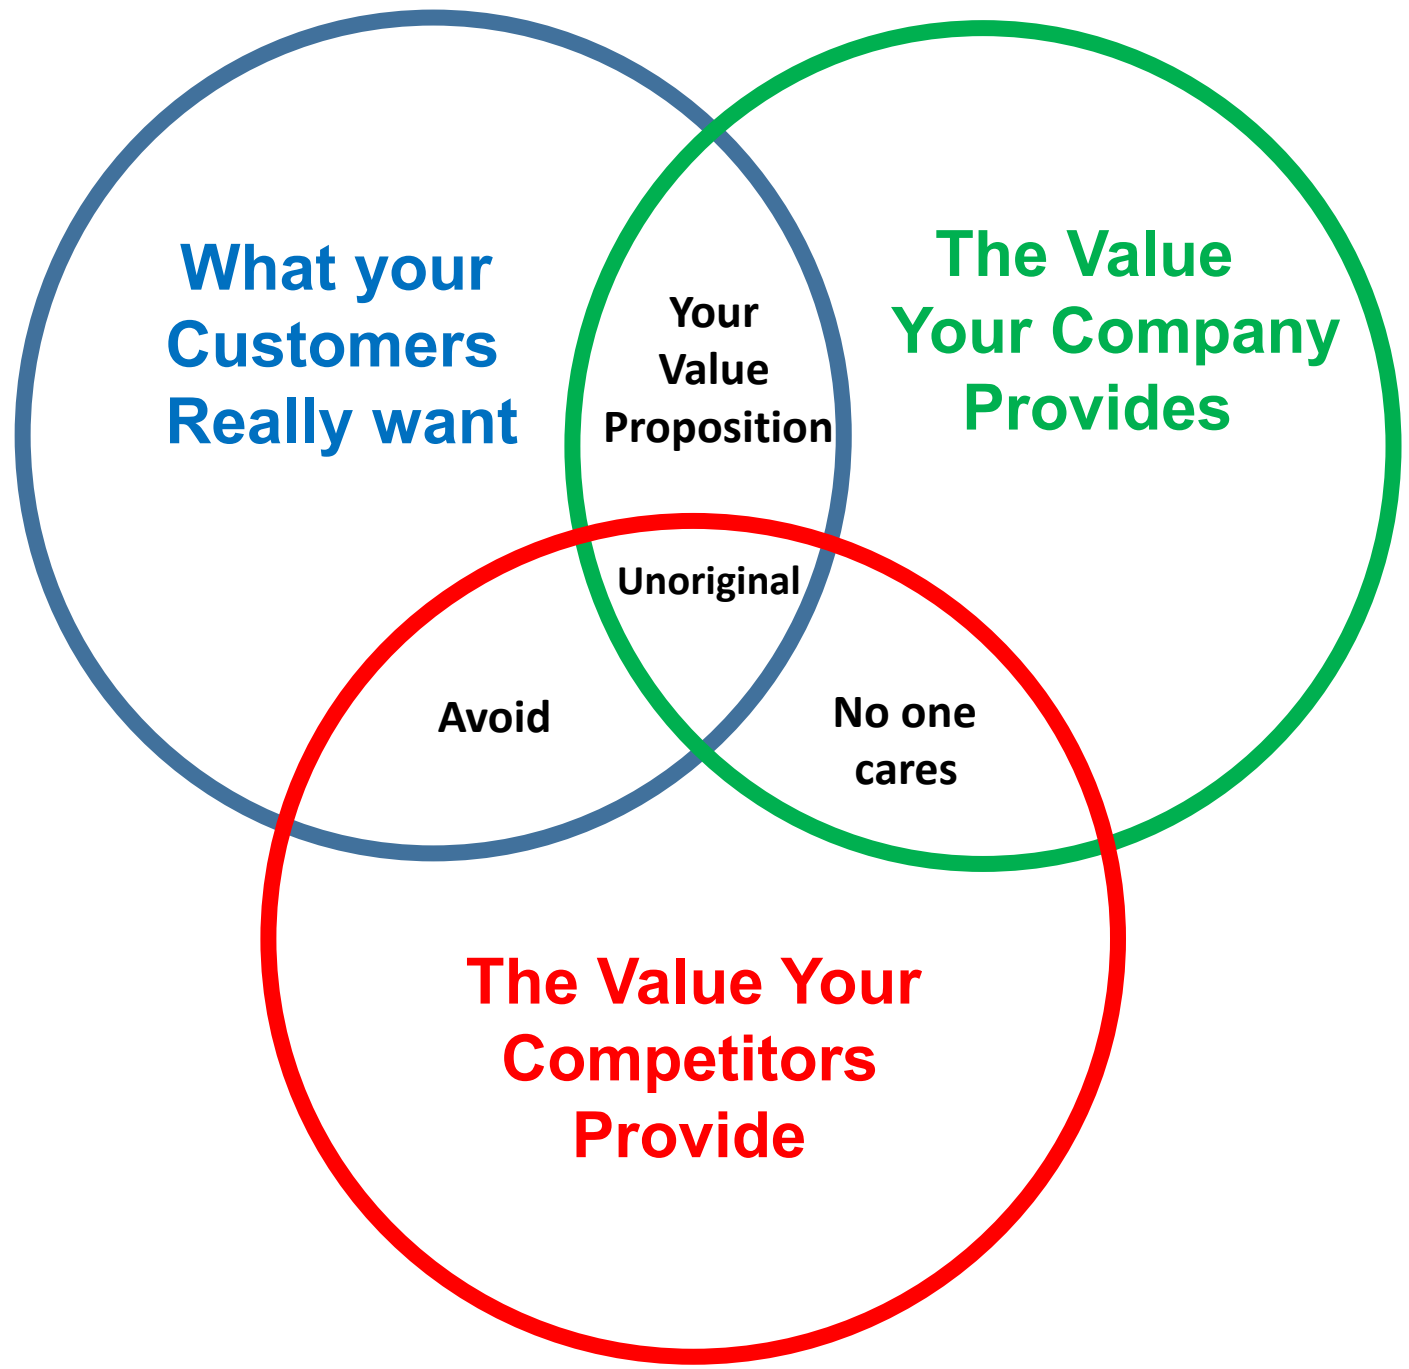 What your
Customers
Really want
The Value
Your Company
Provides
Your
Value
Proposition
Unoriginal
Avoid
No one
cares
The Value Your
Competitors
Provide